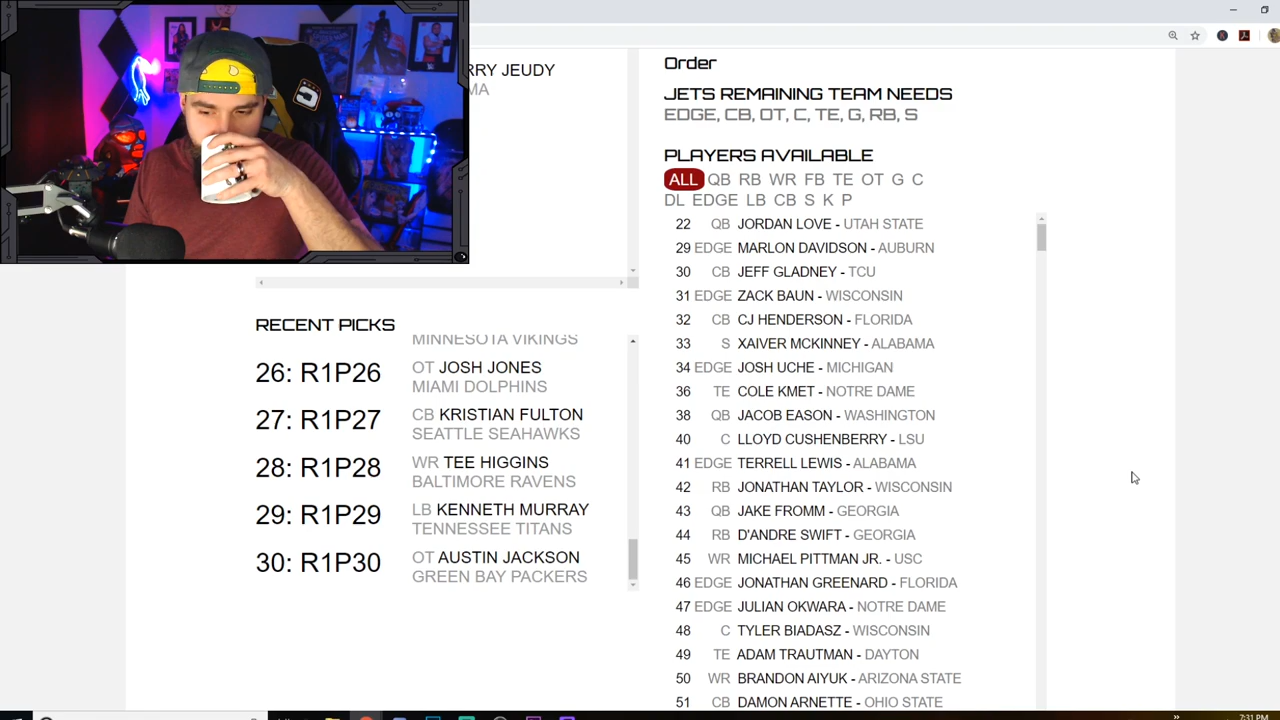 RRY JEUDY
MA
Order
JETS REMAINING TEAM NEEDS
EDGE, CB, OT, C, TE, G, RB, S
PLAYERS AVAILABLE
ALL QB RB WR FB TE OT G C
DL EDGE LB CB S K P
22 QB JORDAN LOVE - UTAH STATE
29 EDGE MARLON DAVIDSON - AUBURN
30 CB JEFF GLADNEY - TCU
31 EDGE ZACK BAUN - WISCONSIN
32 CB CJ HENDERSON - FLORIDA
33 S XAIVER MCKINNEY - ALABAMA
34 EDGE JOSH UCHE - MICHIGAN
36 TE COLE KMET - NOTRE DAME
38 QB JACOB EASON - WASHINGTON
40 C LLOYD CUSHENBERRY - LSU
41 EDGE TERRELL LEWIS - ALABAMA
42 RB JONATHAN TAYLOR - WISCONSIN
43 QB JAKE FROMM - GEORGIA
44 RB D'ANDRE SWIFT - GEORGIA
45 WR MICHAEL PITTMAN JR. - USC
46 EDGE JONATHAN GREENARD - FLORIDA
47 EDGE JULIAN OKWARA - NOTRE DAME
48 C TYLER BIADASZ - WISCONSIN
49 TE ADAM TRAUTMAN - DAYTON
50 WR BRANDON AIYUK - ARIZONA STATE
51 CB DAMON ARNETTE - OHIO STATE
RECENT PICKS
MINNESOTA VIKINGS
26: R1P26 OT JOSH JONES
MIAMI DOLPHINS
27: R1P27 CB KRISTIAN FULTON
SEATTLE SEAHAWKS
28: R1P28 WR TEE HIGGINS
BALTIMORE RAVENS
29: R1P29 LB KENNETH MURRAY
TENNESSEE TITANS
30: R1P30 OT AUSTIN JACKSON
GREEN BAY PACKERS
7:31 PM